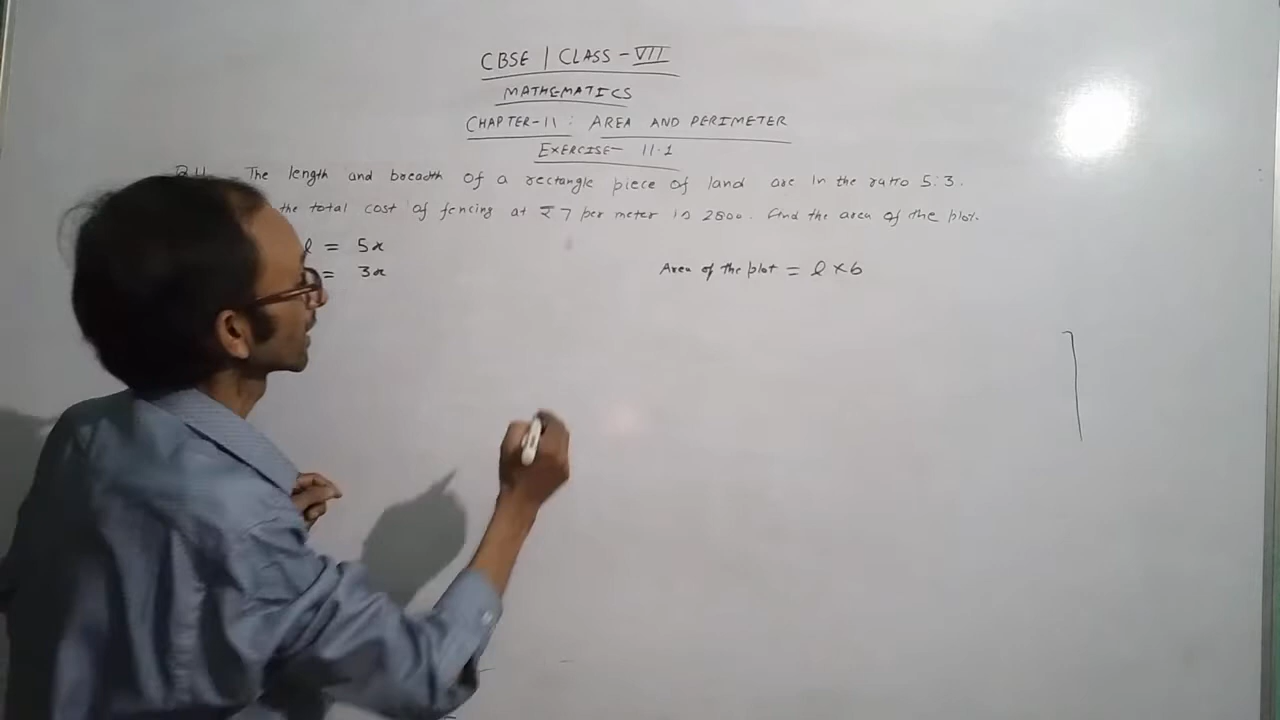 CBSE | CLASS - VII
MATHEMATICS
CHAPTER-11 : AREA AND PERIMETER
EXERCISE- 11.1
The length and breadth of a rectangle piece of land are in the ratio 5:3.
the total cost of fencing at ₹7 per meter is 2800. Find the area of the plot.
l = 5x
= 3x
Area of the plot = l × b